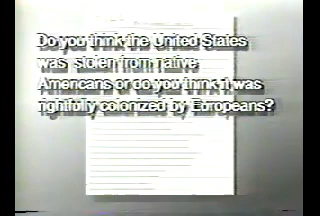 Do you think the United States
was stolen from native
Americans or do you think it was
rightfully colonized by Europeans?